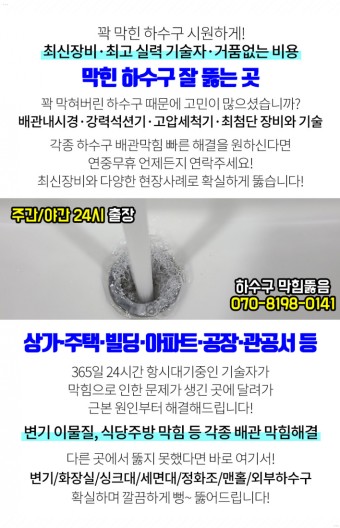 꽉 막힌 하수구 시원하게!
최신장비·최고 실력 기술자·거품없는 비용
막힌 하수구 잘 뚫는 곳
꽉 막혀버린 하수구 때문에 고민이 많으셨습니까?
배관내시경·강력석션기·고압세척기·최첨단 장비와 기술
각종 하수구 배관막힘 빠른 해결을 원하신다면
연중무휴 언제든지 연락주세요!
최신장비와 다양한 현장사례로 확실하게 뚫습니다!
주간/야간 24시 출장
하수구 막힘뚫음
070-8198-0141
상가·주택·빌딩·아파트·공장·관공서 등
365일 24시간 항시대기중인 기술자가
막힘으로 인한 문제가 생긴 곳에 달려가
근본 원인부터 해결해드립니다!
변기 이물질, 식당주방 막힘 등 각종 배관 막힘해결
다른 곳에서 뚫지 못했다면 바로 여기서!
변기/화장실/싱크대/세면대/정화조/맨홀/외부하수구
확실하며 깔끔하게 뻥~ 뚫어드립니다!